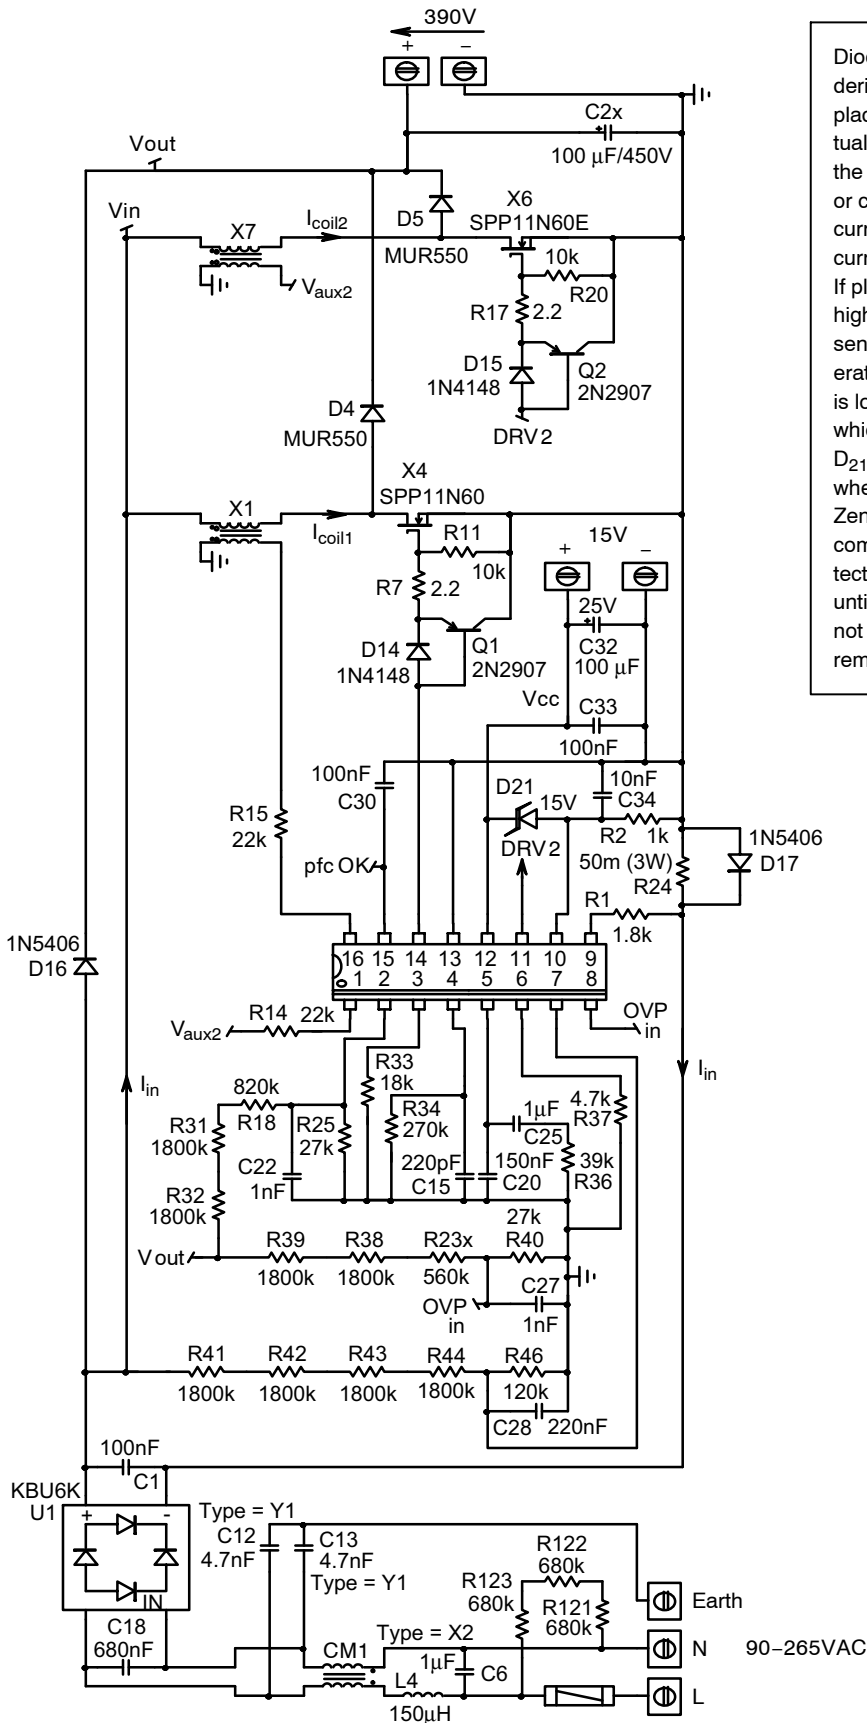 390V
+ −
C2x
100 µF/450V
Vout
Vin
X7
Icoil2
D5
MUR550
X6
SPP11N60E
10k
R20
Vaux2
R17 2.2
D15
1N4148
Q2
2N2907
DRV2
D4
MUR550
X4
SPP11N60
X1
Icoil1
R11
10k
15V
+ −
R7 2.2
25V
C32
100 µF
D14
1N4148
Q1
2N2907
Vcc
C33
100nF
100nF
C30
D21
15V
10nF
C34
R15
22k
DRV2
R2 1k
1N5406
D17
pfc OK
50m (3W)
R24
R1
1.8k
1N5406
D16
16 15 14 13 12 11 10 9
1 2 3 4 5 6 7 8
Vaux2
R14 22k
OVP
in
Iin
Iin
R33
18k
820k
R18
R31
1800k
R25
27k
R34
270k
1µF
C25
4.7k
R37
C22
1nF
220pF
C15
150nF
C20
39k
R36
R32
1800k
27k
Vout
R39
1800k
R38
1800k
R23x
560k
R40
OVP
in
C27
1nF
R41
1800k
R42
1800k
R43
1800k
R44
1800k
R46
120k
C28 220nF
100nF
C1
KBU6K
U1
+ -
IN
Type = Y1
C12
4.7nF
C13
4.7nF
Type = Y1
R122
680k
R123
680k
R121
680k
Earth
C18
680nF
CM1
Type = X2
1µF
C6
N 90−265VAC
L4
150µH
L
Diod
deri
plac
tual
the
or c
curr
curr
If pl
high
sen
erat
is lo
whic
D21
whe
Zen
com
tect
unti
not
rem